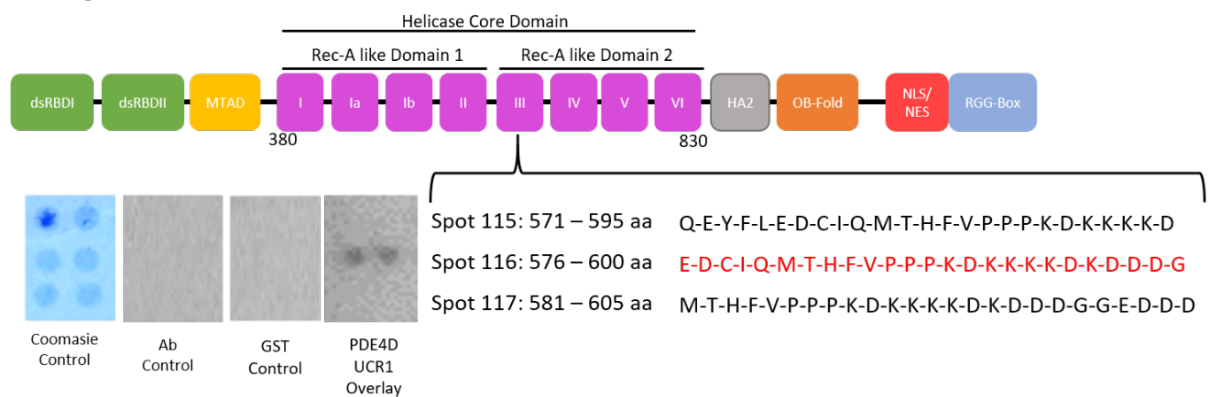 Helicase Core Domain
Rec-A like Domain 1 Rec-A like Domain 2
dsRBDI dsRBDII MTAD I Ia Ib II III IV V VI HA2 OB-Fold NLS/ NES RGG-Box
380 830
Spot 115: 571 – 595 aa Q-E-Y-F-L-E-D-C-I-Q-M-T-H-F-V-P-P-P-K-D-K-K-K-K-D
Spot 116: 576 – 600 aa E-D-C-I-Q-M-T-H-F-V-P-P-P-K-D-K-K-K-K-D-K-D-D-D-G
Spot 117: 581 – 605 aa M-T-H-F-V-P-P-P-K-D-K-K-K-K-D-K-D-D-D-G-G-E-D-D-D
Coomasie
Control
Ab
Control
GST
Control
PDE4D
UCR1
Overlay